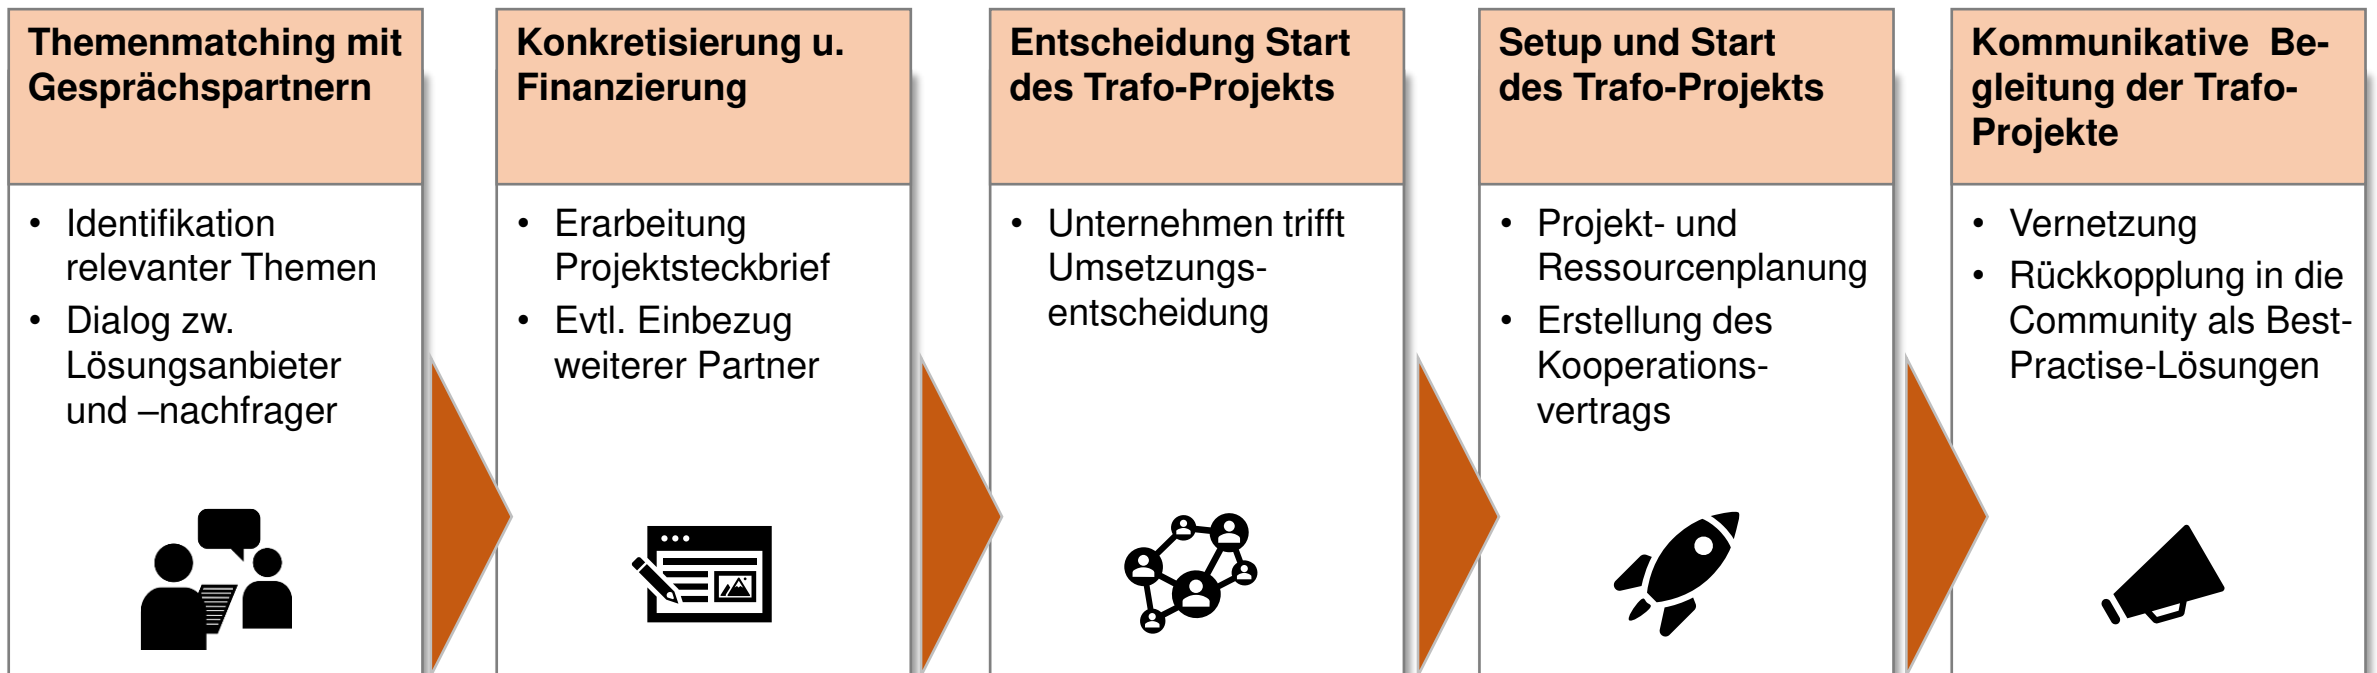 Themenmatching mit
Gesprächspartnern
• Identifikation
relevanter Themen
• Dialog zw.
Lösungsanbieter
und –nachfrager
Konkretisierung u.
Finanzierung
• Erarbeitung
Projektsteckbrief
• Evtl. Einbezug
weiterer Partner
Entscheidung Start
des Trafo-Projekts
• Unternehmen trifft
Umsetzungs-
entscheidung
Setup und Start
des Trafo-Projekts
• Projekt- und
Ressourcenplanung
• Erstellung des
Kooperations-
vertrags
Kommunikative Be-
gleitung der Trafo-
Projekte
• Vernetzung
• Rückkopplung in die
Community als Best-
Practise-Lösungen